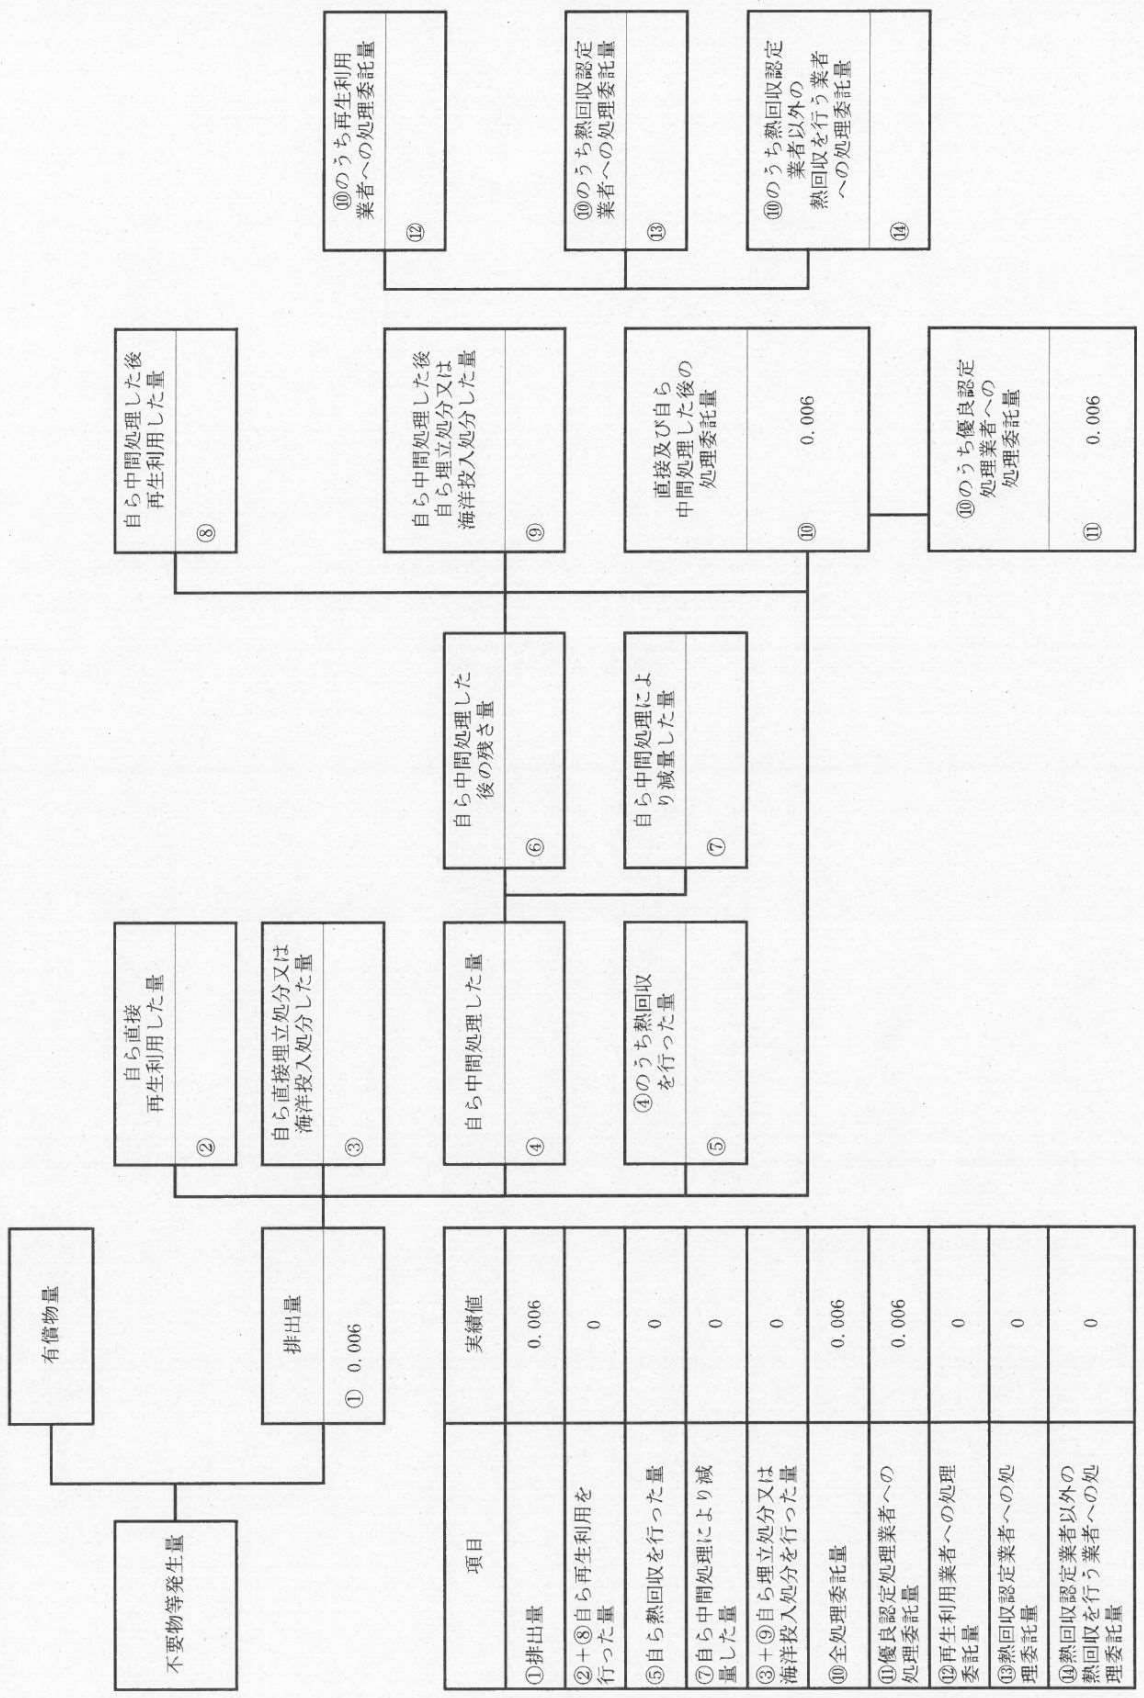 有償物量
不要物等発生量
排出量
① 0.006
自ら直接
再生利用した量
②
自ら直接埋立処分又は
海洋投入処分した量
③
自ら中間処理した量
④
④のうち熱回収
を行った量
⑤
自ら中間処理した
後の残さ量
⑥
自ら中間処理によ
り減量した量
⑦
自ら中間処理した後
再生利用した量
⑧
自ら中間処理した後
自ら埋立処分又は
海洋投入処分した量
⑨
直接及び自ら
中間処理した後の
処理委託量
⑩ 0.006
⑩のうち優良認定
処理業者への
処理委託量
⑪ 0.006
⑩のうち再生利用
業者への処理委託量
⑫
⑩のうち熱回収認定
業者への処理委託量
⑬
⑩のうち熱回収認定
業者以外の
熱回収を行う業者
への処理委託量
⑭
項目 実績値
①排出量 0.006
②+⑧自ら再生利用を
行った量 0
⑤自ら熱回収を行った量 0
⑦自ら中間処理により減
量した量 0
③+⑨自ら埋立処分又は
海洋投入処分を行った量 0
⑩全処理委託量 0.006
⑪優良認定処理業者への
処理委託量 0.006
⑫再生利用業者への処理
委託量 0
⑬熱回収認定業者への処
理委託量 0
⑭熱回収認定業者以外の
熱回収を行う業者への処
理委託量 0